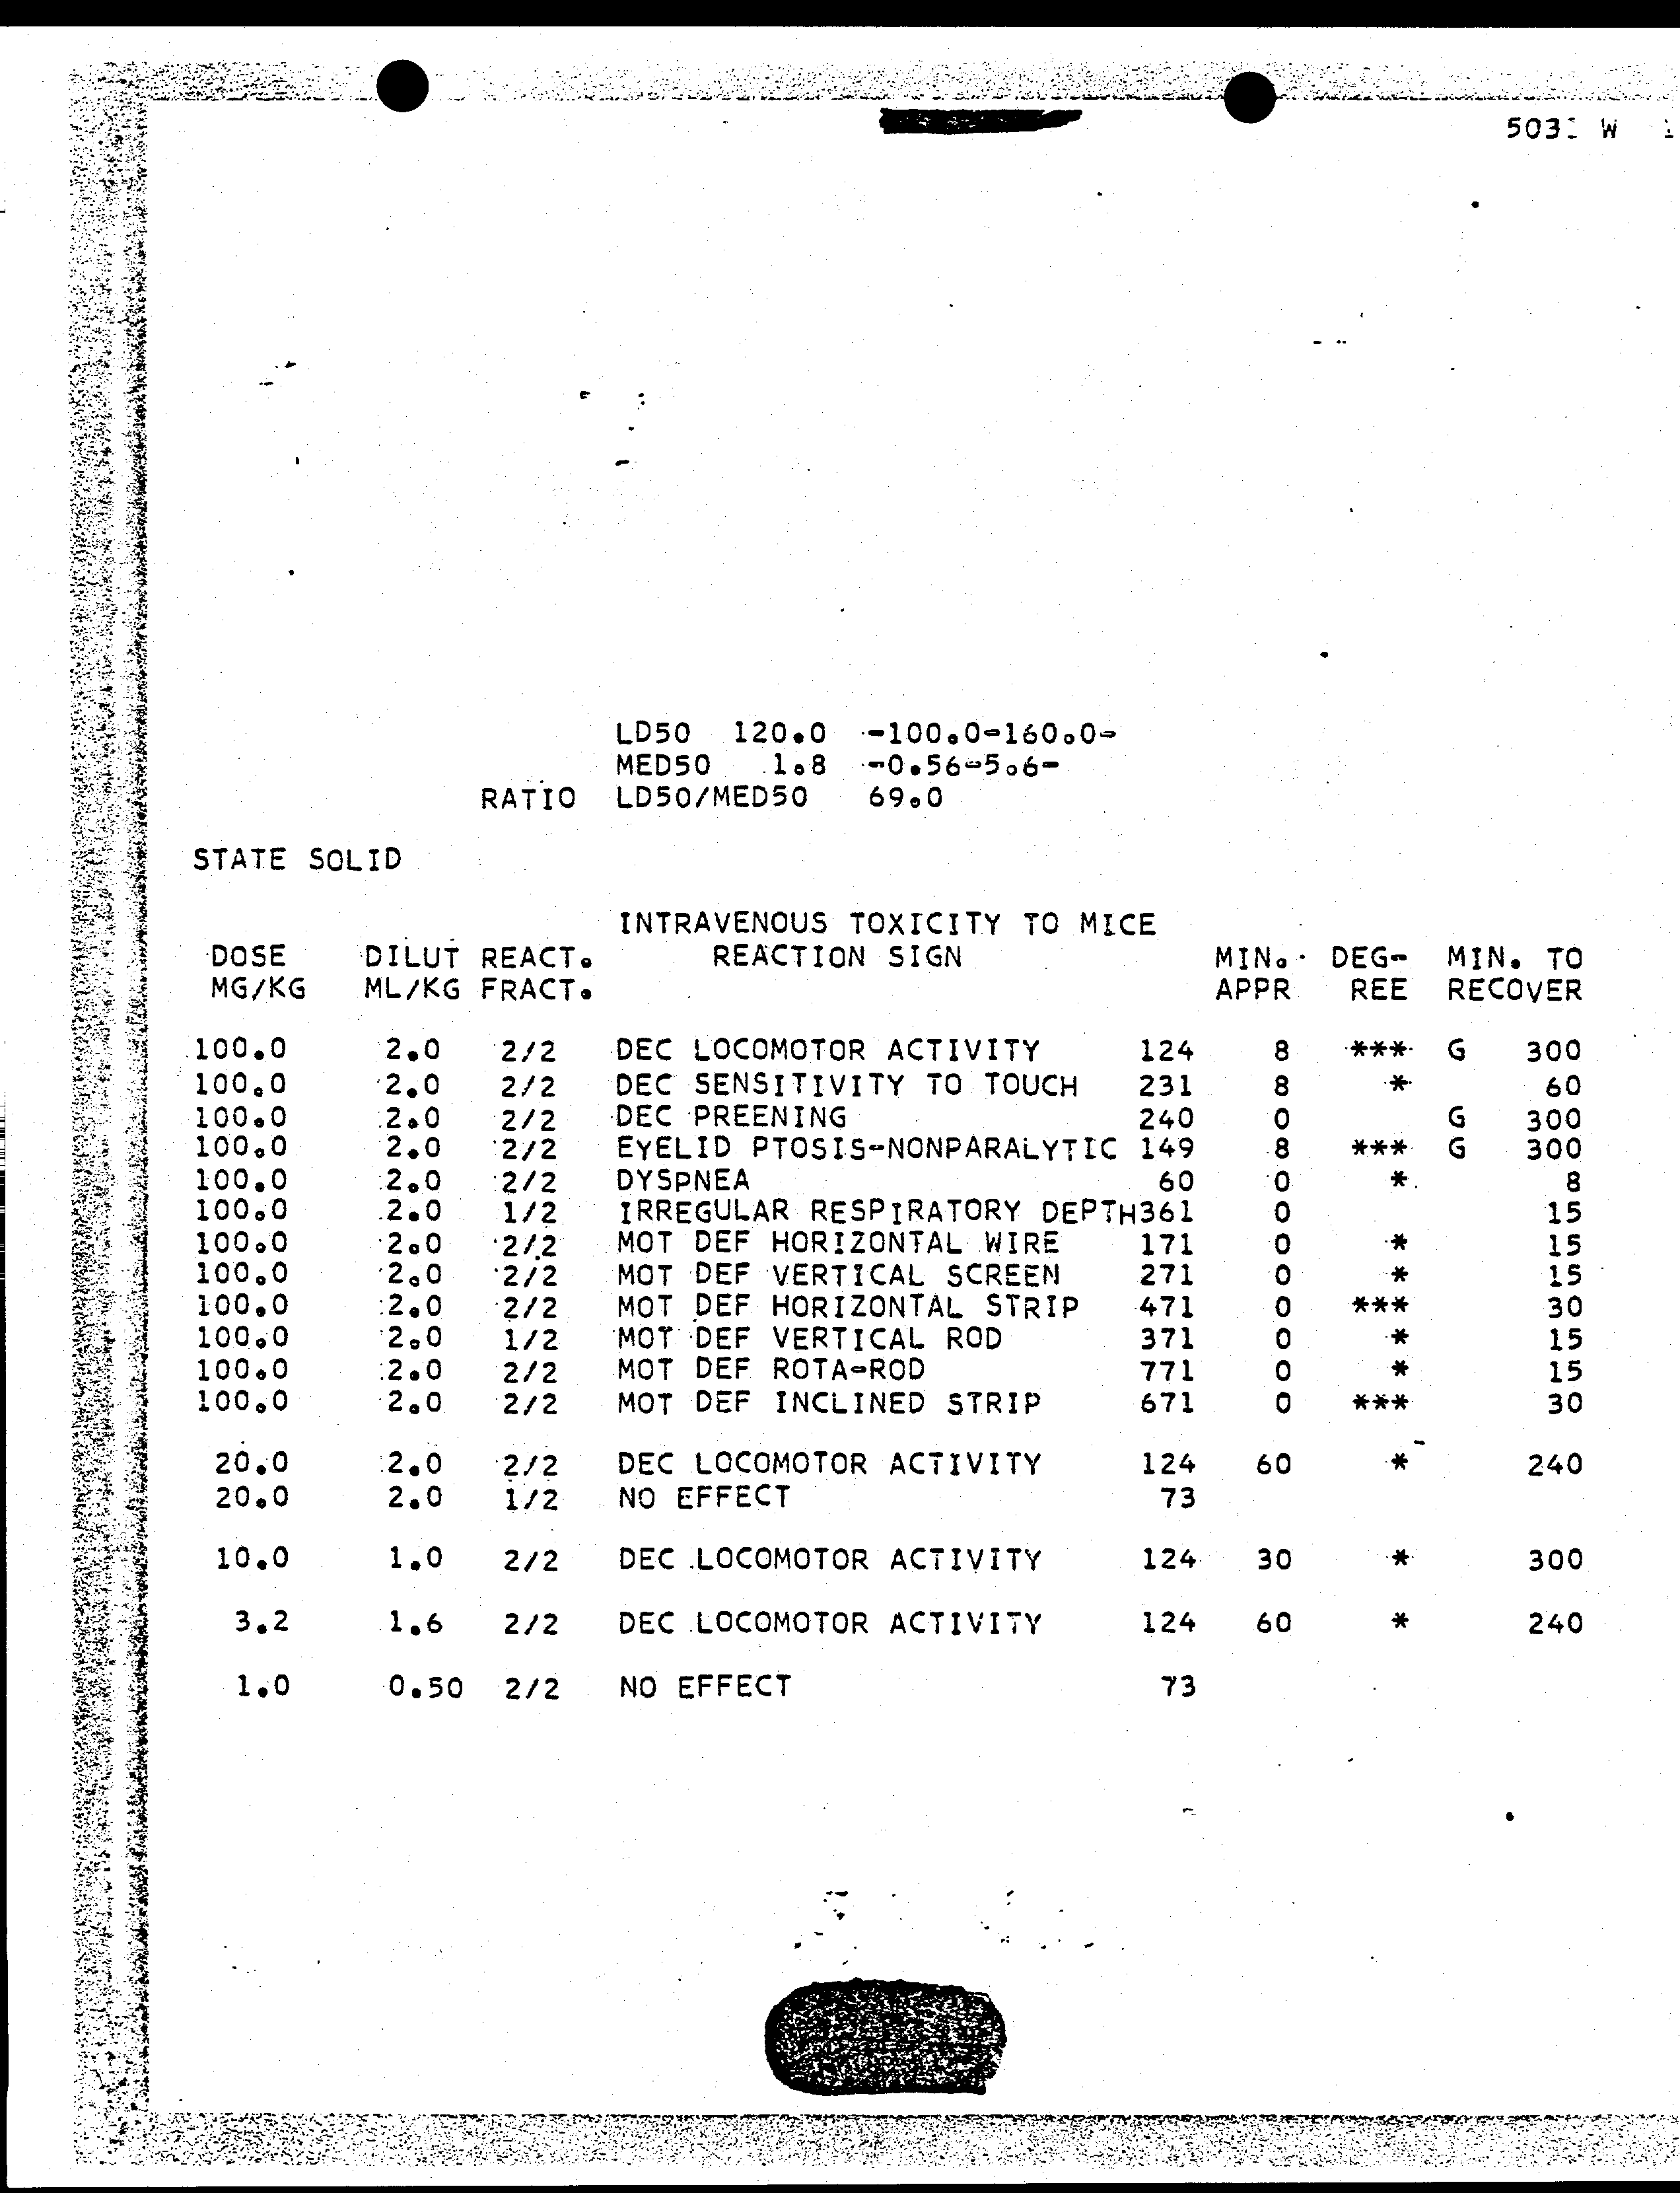 503 W
LD50 120.0 -100.0-160.0-
MED50 1.8 -0.56-5.6-
RATIO LD50/MED50 69.0
STATE SOLID
INTRAVENOUS TOXICITY TO MICE
DOSE DILUT REACT. REACTION SIGN MIN. DEG- MIN. TO
MG/KG ML/KG FRACT. APPR REE RECOVER
100.0 2.0 2/2 DEC LOCOMOTOR ACTIVITY 124 8 *** G 300
100.0 2.0 2/2 DEC SENSITIVITY TO TOUCH 231 8 * 60
100.0 2.0 2/2 DEC PREENING 240 0 G 300
100.0 2.0 2/2 EYELID PTOSIS-NONPARALYTIC 149 8 *** G 300
100.0 2.0 2/2 DYSPNEA 60 0 * 8
100.0 2.0 1/2 IRREGULAR RESPIRATORY DEPTH361 0 15
100.0 2.0 2/2 MOT DEF HORIZONTAL WIRE 171 0 * 15
100.0 2.0 2/2 MOT DEF VERTICAL SCREEN 271 0 * 15
100.0 2.0 2/2 MOT DEF HORIZONTAL STRIP 471 0 *** 30
100.0 2.0 1/2 MOT DEF VERTICAL ROD 371 0 * 15
100.0 2.0 2/2 MOT DEF ROTA-ROD 771 0 * 15
100.0 2.0 2/2 MOT DEF INCLINED STRIP 671 0 *** 30
20.0 2.0 2/2 DEC LOCOMOTOR ACTIVITY 124 60 * 240
20.0 2.0 1/2 NO EFFECT 73
10.0 1.0 2/2 DEC LOCOMOTOR ACTIVITY 124 30 * 300
3.2 1.6 2/2 DEC LOCOMOTOR ACTIVITY 124 60 * 240
1.0 0.50 2/2 NO EFFECT 73